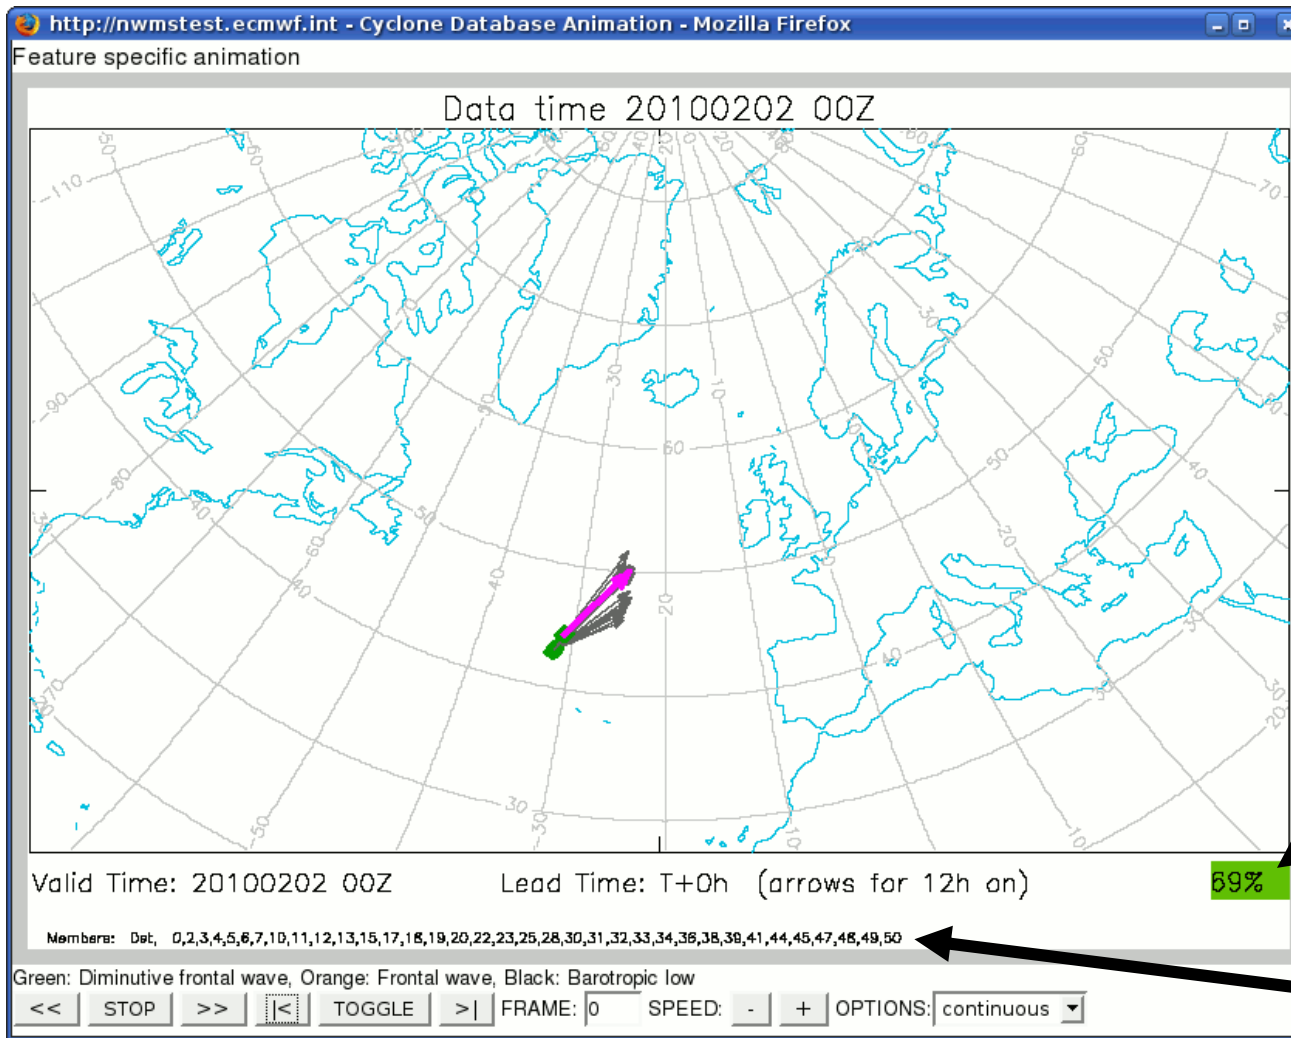 http://nwmstest.ecmwf.int - Cyclone Database Animation - Mozilla Firefox
Feature specific animation
Data time 20100202 00Z
Valid Time: 20100202 00Z Lead Time: T+0h (arrows for 12h on) 69%
Members: Det, 0,2,3,4,5,6,7,10,11,12,13,15,17,18,19,20,22,23,25,28,30,31,32,33,34,36,38,39,41,44,45,47,48,49,50
Green: Diminutive frontal wave, Orange: Frontal wave, Black: Barotropic low
<< STOP >> |< TOGGLE >| FRAME: 0 SPEED: - + OPTIONS: continuous